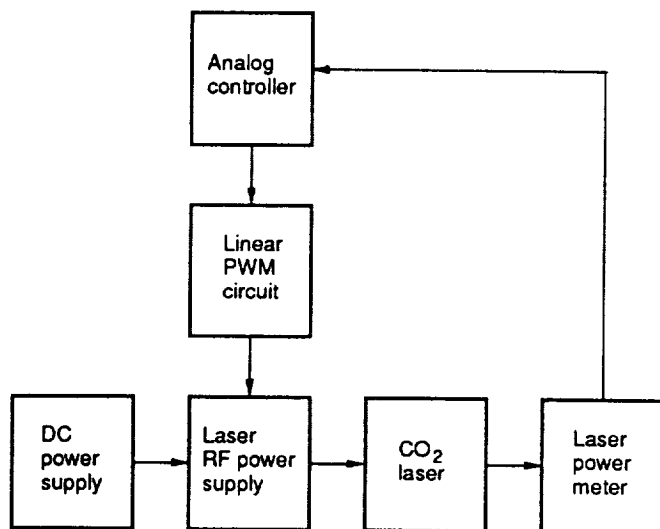 Analog
controller
Linear
PWM
circuit
DC
power
supply
Laser
RF power
supply
CO2
laser
Laser
power
meter